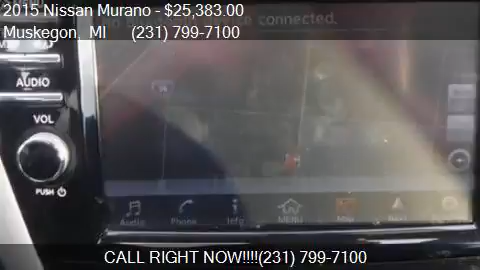 2015 Nissan Murano - $25,383.00
connected.
Muskegon, MI (231) 799-7100
AUDIO
VOL
PUSH
Audio
Phone
Info
MENU
Map
CALL RIGHT NOW!!!!(231) 799-7100